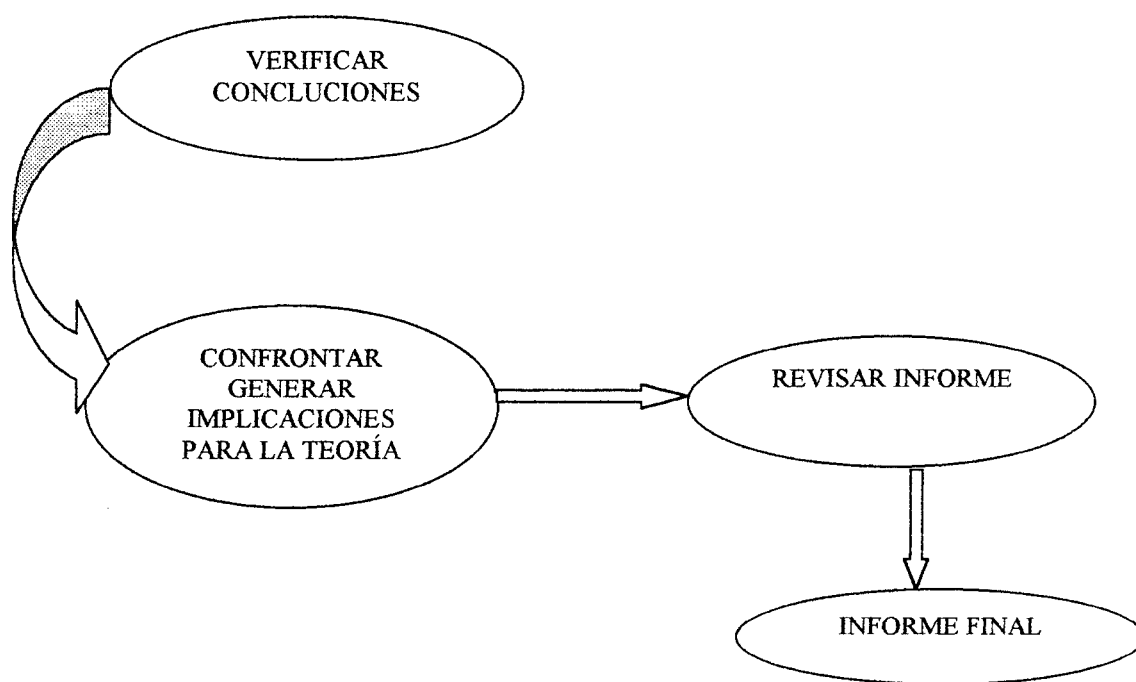 VERIFICAR
CONCLUCIONES
CONFRONTAR
GENERAR
IMPLICACIONES
PARA LA TEORÍA
REVISAR INFORME
INFORME FINAL